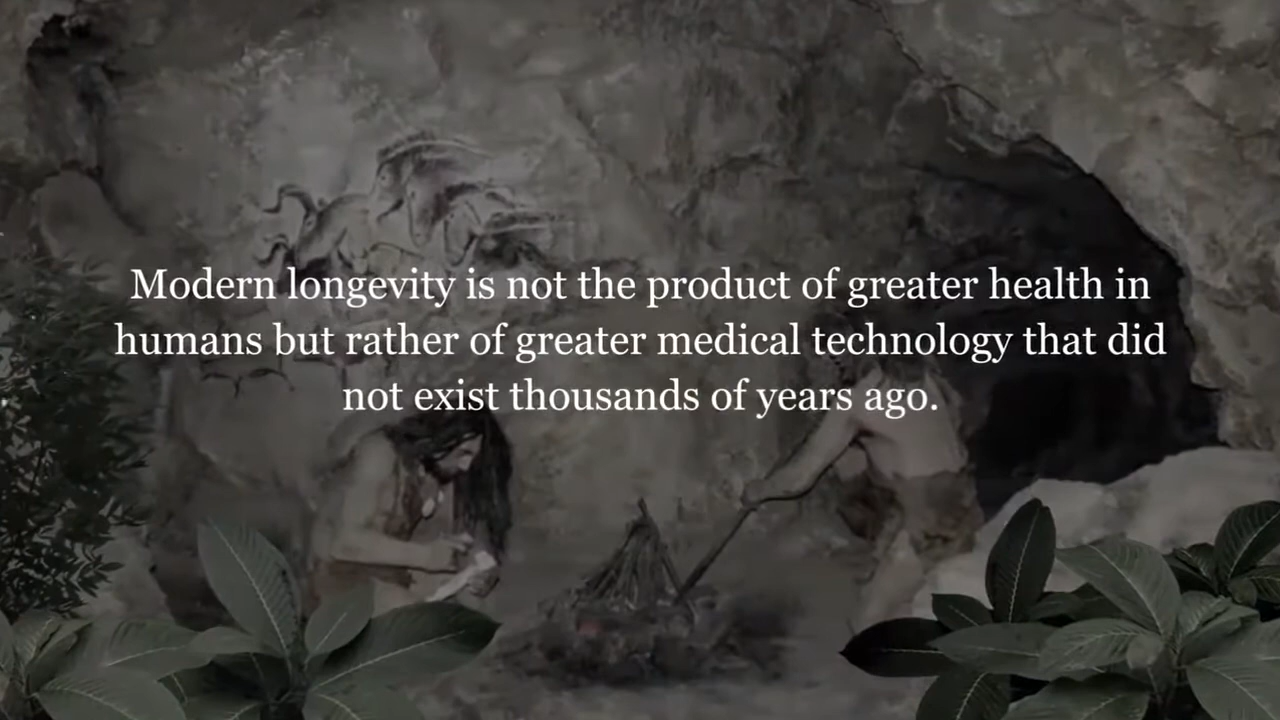 Modern longevity is not the product of greater health in
humans but rather of greater medical technology that did
not exist thousands of years ago.